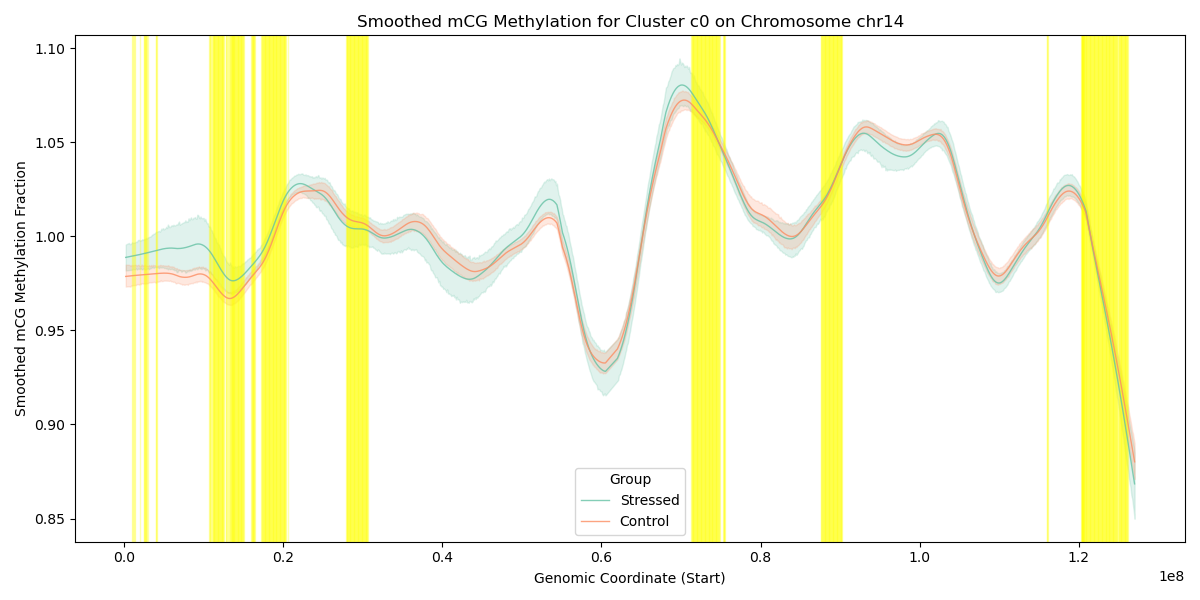 Smoothed mCG Methylation for Cluster c0 on Chromosome chr14
Smoothed mCG Methylation Fraction
1.10
1.05
1.00
0.95
0.90
0.85
Group
Stressed
Control
0.0
0.2
0.4
0.6
0.8
1.0
1.2
1e8
Genomic Coordinate (Start)